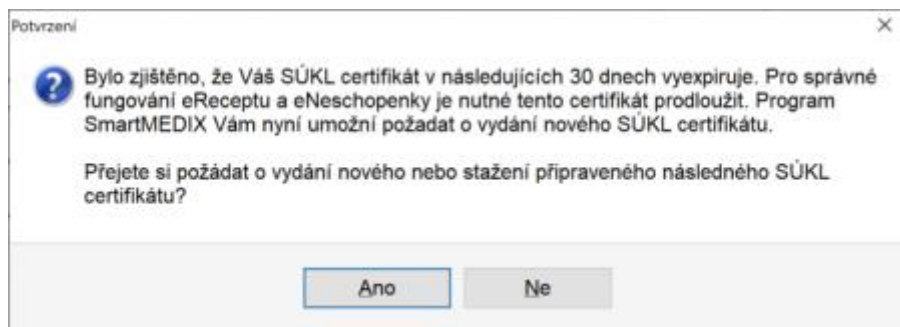 Potvrzení
Bylo zjištěno, že Váš SÚKL certifikát v následujících 30 dnech vyexpiruje. Pro správné
fungování eReceptu a eNeschopenky je nutné tento certifikát prodloužit. Program
SmartMEDIX Vám nyní umožní požadat o vydání nového SÚKL certifikátu.
Přejete si požádat o vydání nového nebo stažení připraveného následného SÚKL
certifikátu?
Ano
Ne